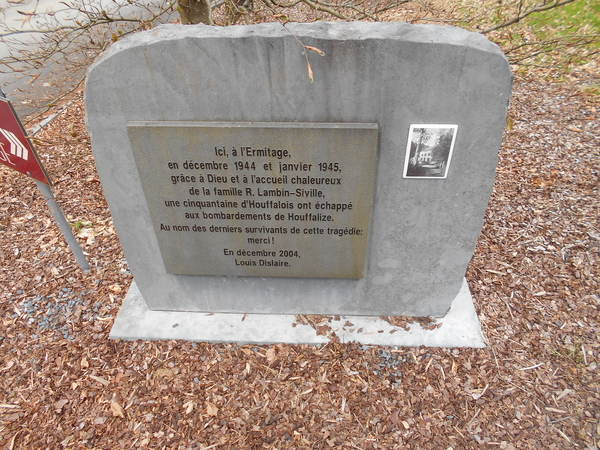 Ici, à l'Ermitage,
en décembre 1944 et janvier 1945,
grâce à Dieu et à l'accueil chaleureux
de la famille R. Lambin-Siville,
une cinquantaine d'Houffalois ont échappé
aux bombardements de Houffalize.
Au nom des derniers survivants de cette tragédie:
merci!
En décembre 2004,
Louis Dislaire.